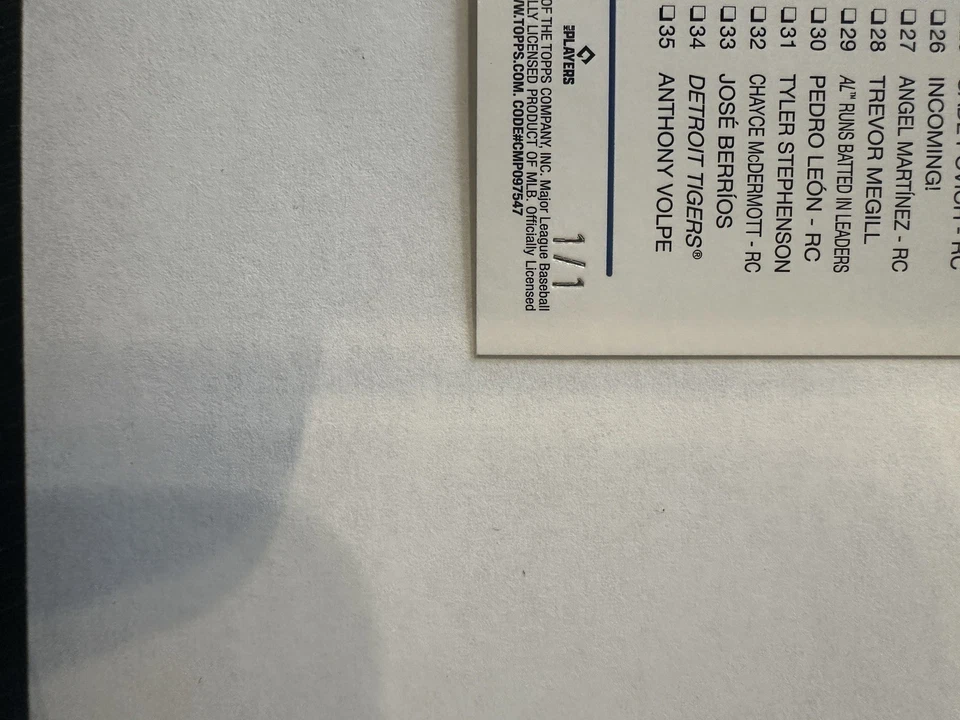 ❑26 INCOMING!
❑27 ANGEL MARTÍNEZ - RC
❑28 TREVOR MEGILL
❑29 AL™ RUNS BATTED IN LEADERS
❑30 PEDRO LEÓN - RC
❑31 TYLER STEPHENSON
❑32 CHAYCE McDERMOTT - RC
❑33 JOSÉ BERRÍOS
❑34 DETROIT TIGERS®
❑35 ANTHONY VOLPE
1/1
PLAYERS
OF THE TOPPS COMPANY, INC. Major League Baseball
LLY LICENSED PRODUCT OF MLB. Officially Licensed
WW.TOPPS.COM. CODE#CMP097547